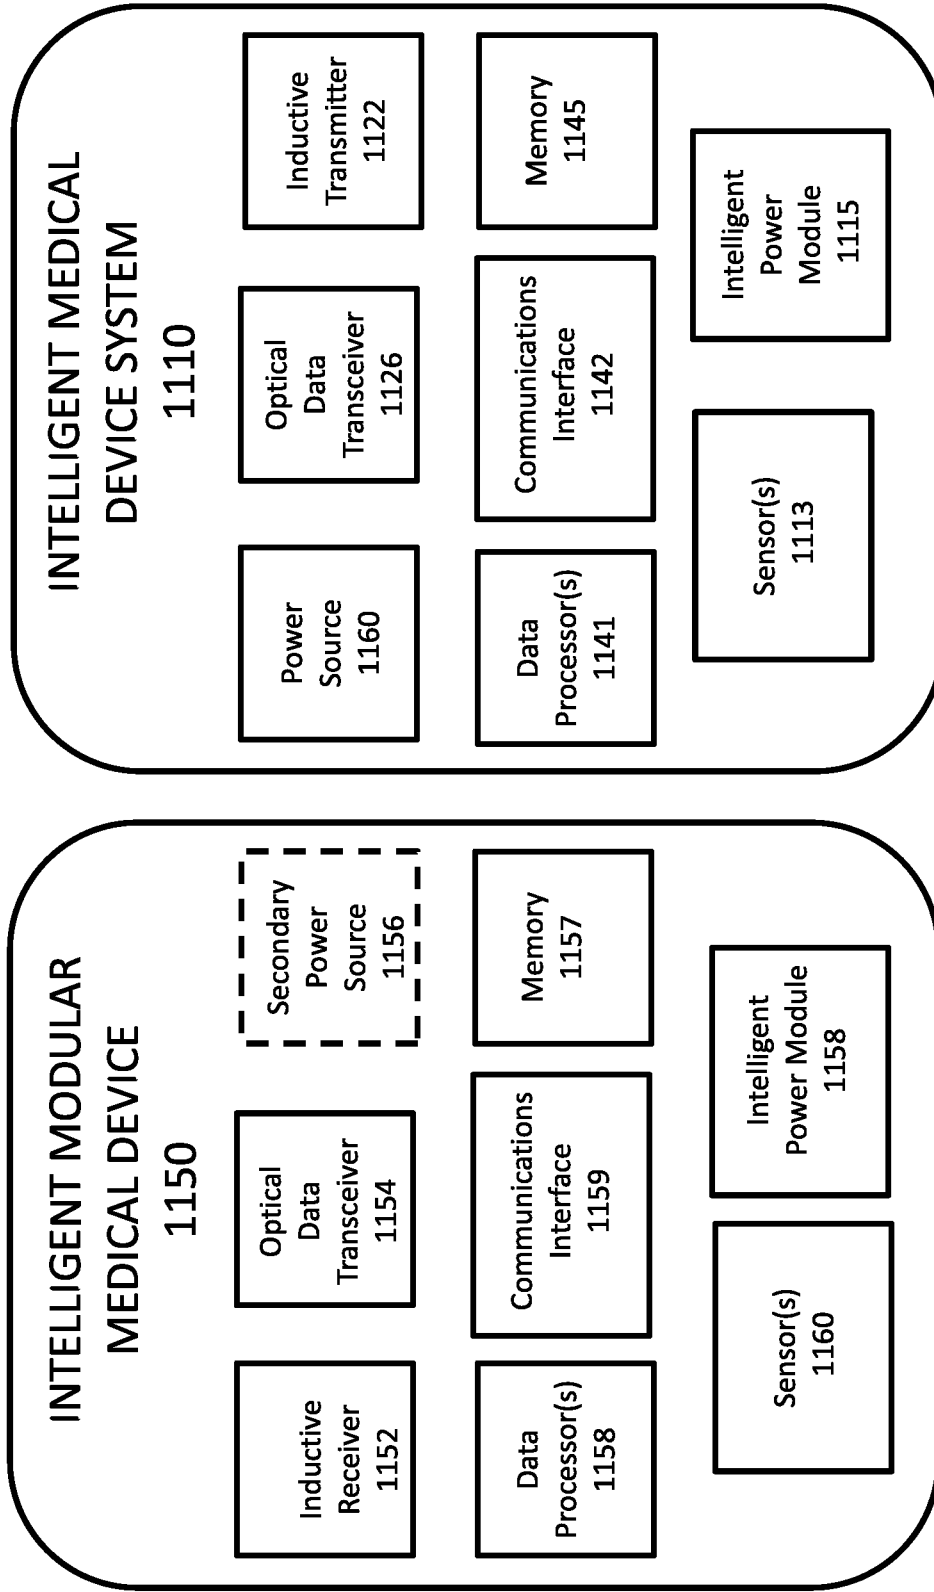 INTELLIGENT MODULAR
MEDICAL DEVICE
1150
Inductive
Receiver
1152
Optical
Data
Transceiver
1154
Secondary
Power
Source
1156
Data
Processor(s)
1158
Communications
Interface
1159
Memory
1157
Sensor(s)
1160
Intelligent
Power Module
1158
INTELLIGENT MEDICAL
DEVICE SYSTEM
1110
Power
Source
1160
Optical
Data
Transceiver
1126
Inductive
Transmitter
1122
Data
Processor(s)
1141
Communications
Interface
1142
Memory
1145
Sensor(s)
1113
Intelligent
Power
Module
1115